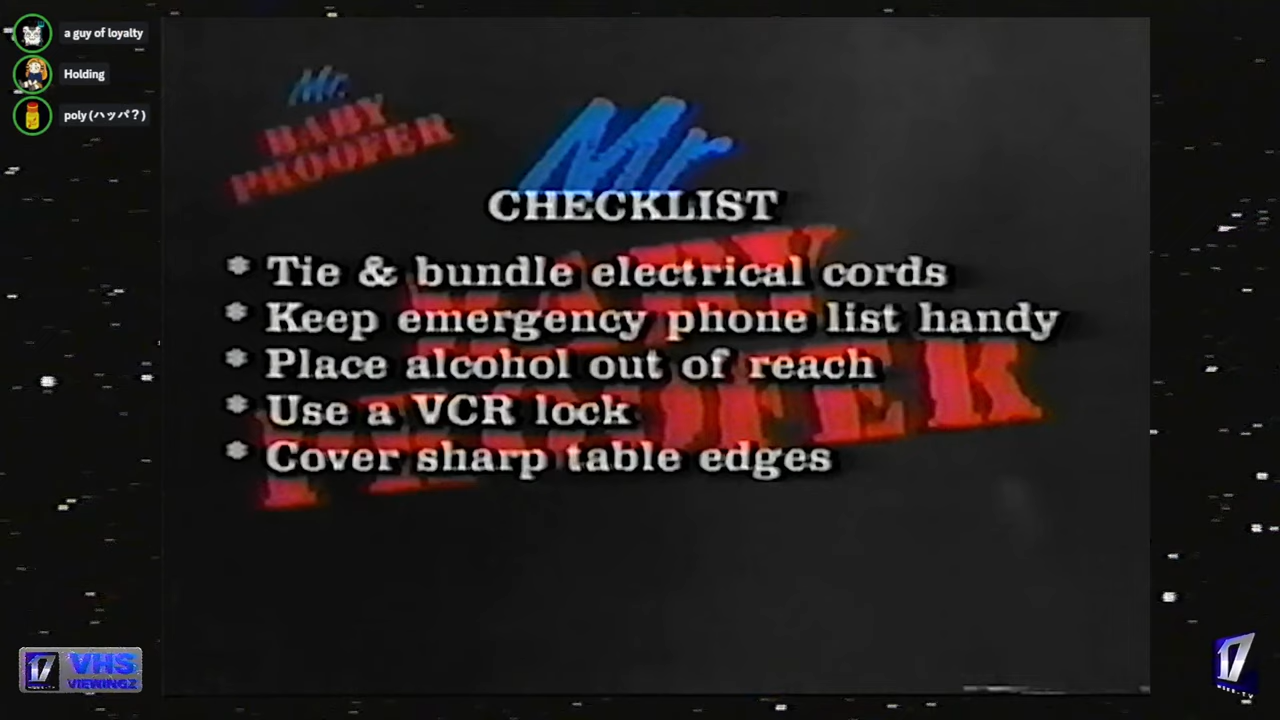 a guy of loyalty
Holding
poly (ハッパ？)
Mr.
BABY
PROOFER
Mr.
BABY
PROOFER
CHECKLIST
* Tie & bundle electrical cords
* Keep emergency phone list handy
* Place alcohol out of reach
* Use a VCR lock
* Cover sharp table edges
17
VHS
VIEWINGZ
17